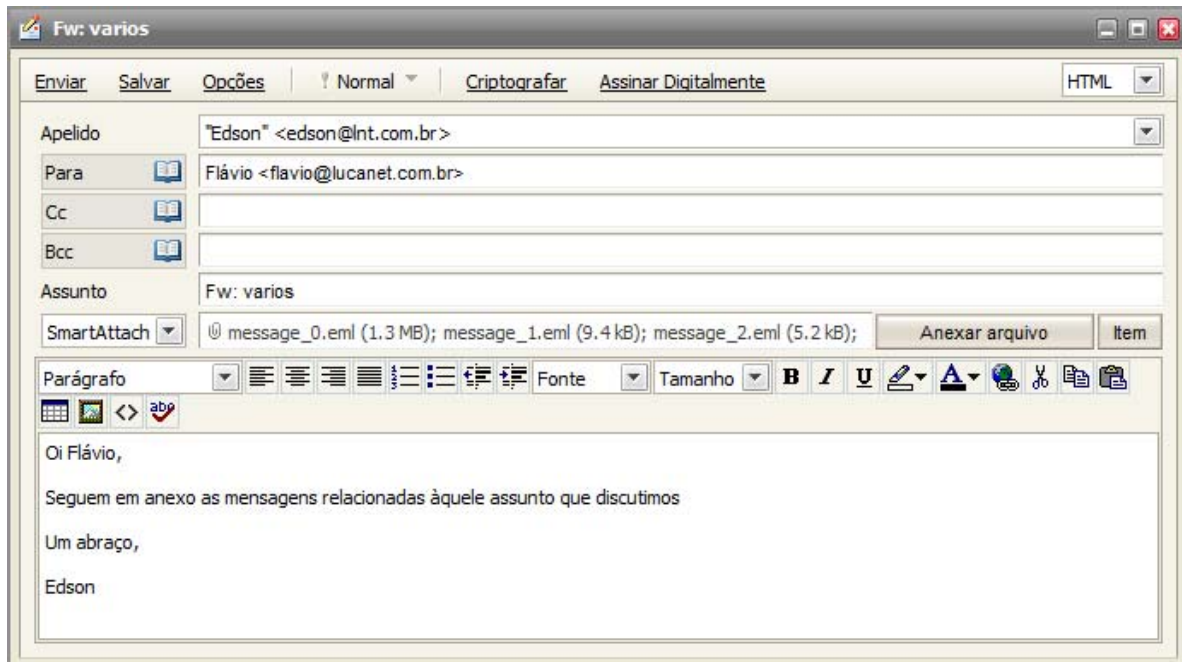 Fw: varios
Enviar Salvar Opções ! Normal Criptografar Assinar Digitalmente HTML
Apelido "Edson" <edson@lnt.com.br>
Para Flávio <flavio@lucanet.com.br>
Cc
Bcc
Assunto Fw: varios
SmartAttach message_0.eml (1.3 MB); message_1.eml (9.4 kB); message_2.eml (5.2 kB); Anexar arquivo Item
Parágrafo Fonte Tamanho B I U A
<> abc
Oi Flávio,
Seguem em anexo as mensagens relacionadas àquele assunto que discutimos
Um abraço,
Edson